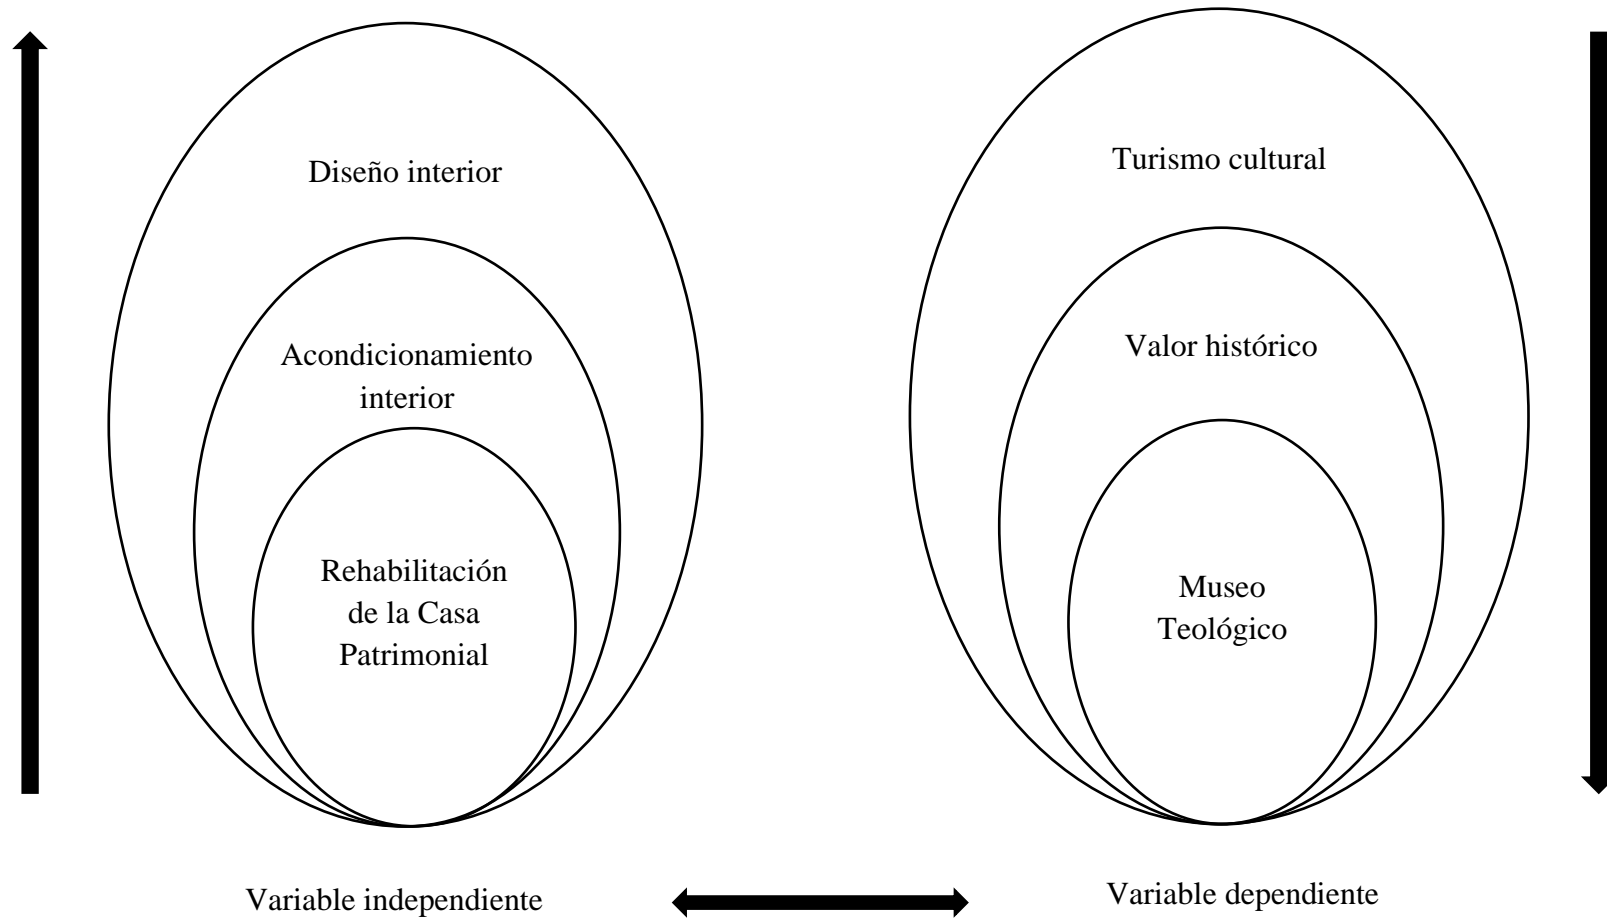 Diseño interior
Acondicionamiento
interior
Rehabilitación
de la Casa
Patrimonial
Variable independiente
Turismo cultural
Valor histórico
Museo
Teológico
Variable dependiente